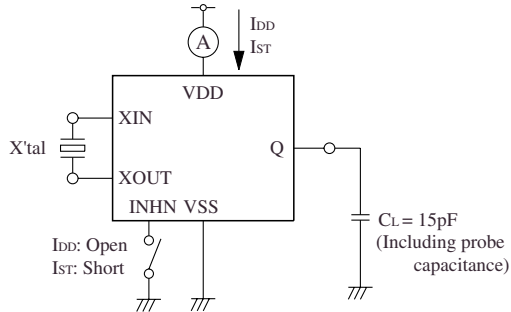 IDD
IST
A
VDD
XIN
X'tal
Q
XOUT
INHN VSS
CL = 15pF
(Including probe
capacitance)
IDD: Open
IST: Short